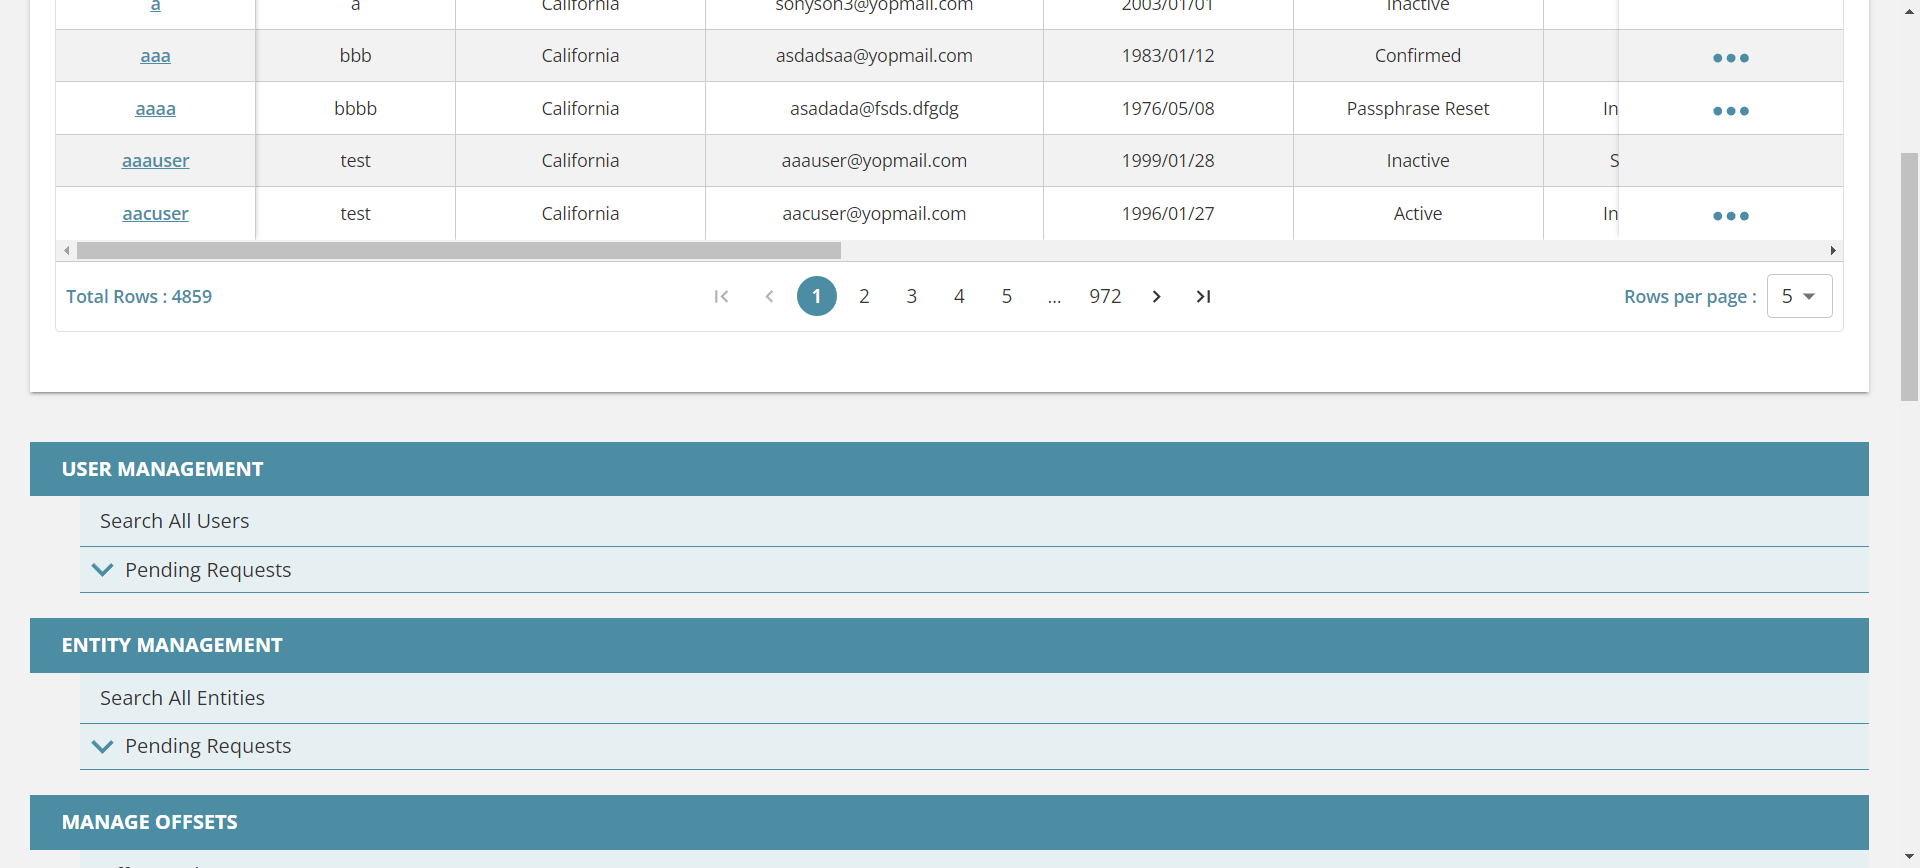 a a California sonyson3@yopmail.com 2003/01/01 Inactive
aaa bbb California asdadsaa@yopmail.com 1983/01/12 Confirmed
aaaa bbbb California asadada@fsds.dfgdg 1976/05/08 Passphrase Reset In
aaauser test California aaauser@yopmail.com 1999/01/28 Inactive S
aacuser test California aacuser@yopmail.com 1996/01/27 Active In
Total Rows : 4859 1 2 3 4 5 ... 972 Rows per page : 5
USER MANAGEMENT
Search All Users
Pending Requests
ENTITY MANAGEMENT
Search All Entities
Pending Requests
MANAGE OFFSETS